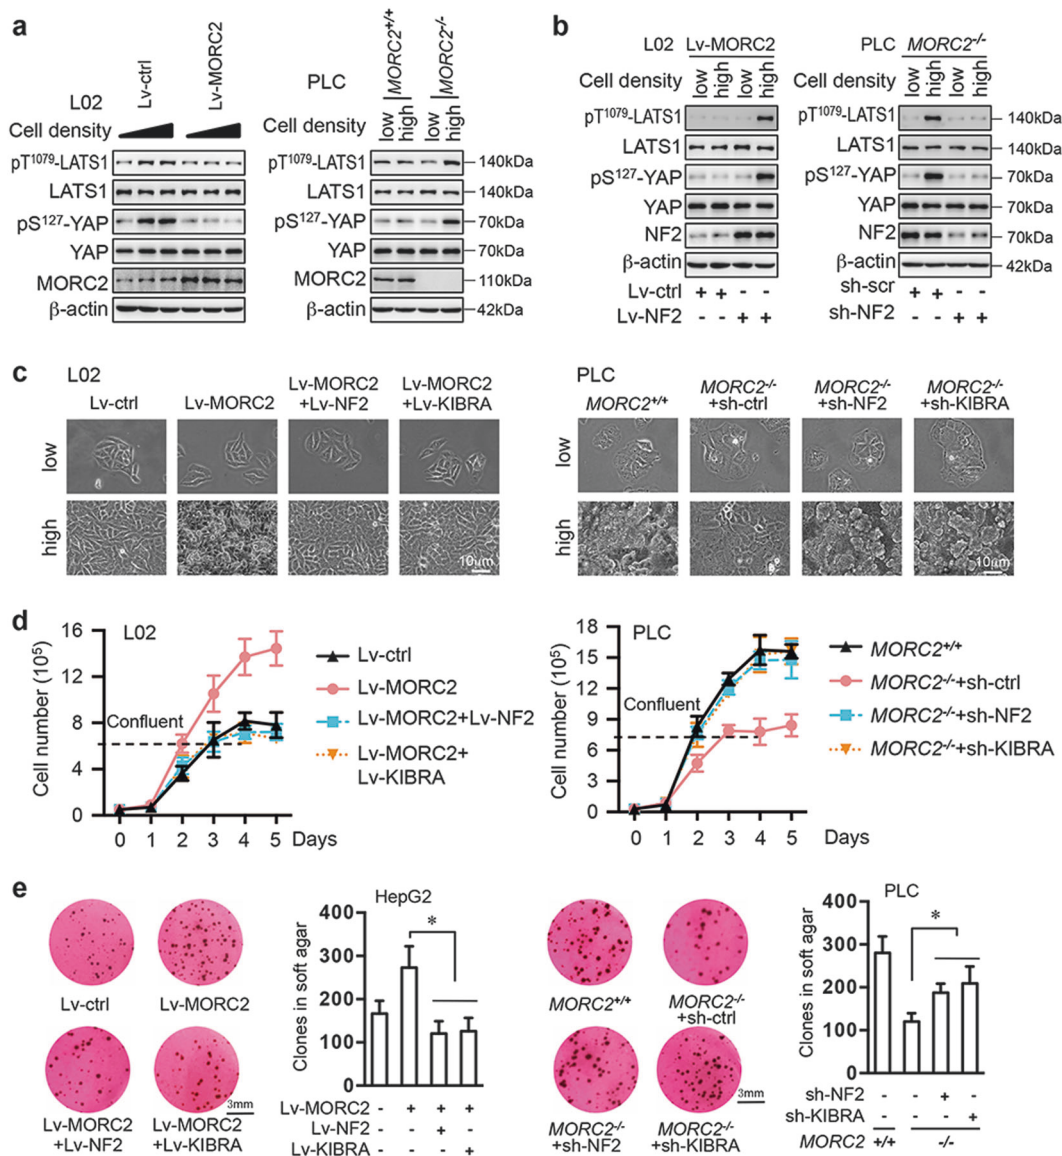 a
L02
Lv-ctrl
Lv-MORC2
Cell density
pT1079-LATS1
LATS1
pS127-YAP
YAP
MORC2
β-actin
PLC
MORC2+/+
MORC2-/-
Cell density
low
high
low
high
pT1079-LATS1
140kDa
LATS1
140kDa
pS127-YAP
70kDa
YAP
70kDa
MORC2
110kDa
β-actin
42kDa
b
L02 Lv-MORC2
Cell density
low
high
low
high
pT1079-LATS1
LATS1
pS127-YAP
YAP
NF2
β-actin
Lv-ctrl + + - -
Lv-NF2 - - + +
PLC MORC2-/-
Cell density
low
high
low
high
pT1079-LATS1
140kDa
LATS1
140kDa
pS127-YAP
70kDa
YAP
70kDa
NF2
70kDa
β-actin
42kDa
sh-scr + + - -
sh-NF2 - - + +
c
L02
Lv-ctrl
Lv-MORC2
Lv-MORC2
+Lv-NF2
Lv-MORC2
+Lv-KIBRA
low
high
10μm
PLC
MORC2+/+
MORC2-/-
+sh-ctrl
MORC2-/-
+sh-NF2
MORC2-/-
+sh-KIBRA
low
high
10μm
d
L02
Cell number (10⁵)
16
12
8
4
0
Confluent
0 1 2 3 4 5 Days
Lv-ctrl
Lv-MORC2
Lv-MORC2+Lv-NF2
Lv-MORC2+
Lv-KIBRA
PLC
Cell number (10⁵)
18
15
12
9
6
3
0
Confluent
0 1 2 3 4 5 Days
MORC2+/+
MORC2-/-+sh-ctrl
MORC2-/-+sh-NF2
MORC2-/-+sh-KIBRA
e
Lv-ctrl
Lv-MORC2
Lv-MORC2
+Lv-NF2
Lv-MORC2
+Lv-KIBRA
3mm
HepG2
Clones in soft agar
400
300
200
100
0
*
Lv-MORC2 - + + +
Lv-NF2 - - + -
Lv-KIBRA - - - +
MORC2+/+
MORC2-/-
+sh-ctrl
MORC2-/-
+sh-NF2
MORC2-/-
+sh-KIBRA
3mm
PLC
Clones in soft agar
400
300
200
100
0
*
sh-NF2 - - + -
sh-KIBRA - - - +
MORC2 +/+ -/-